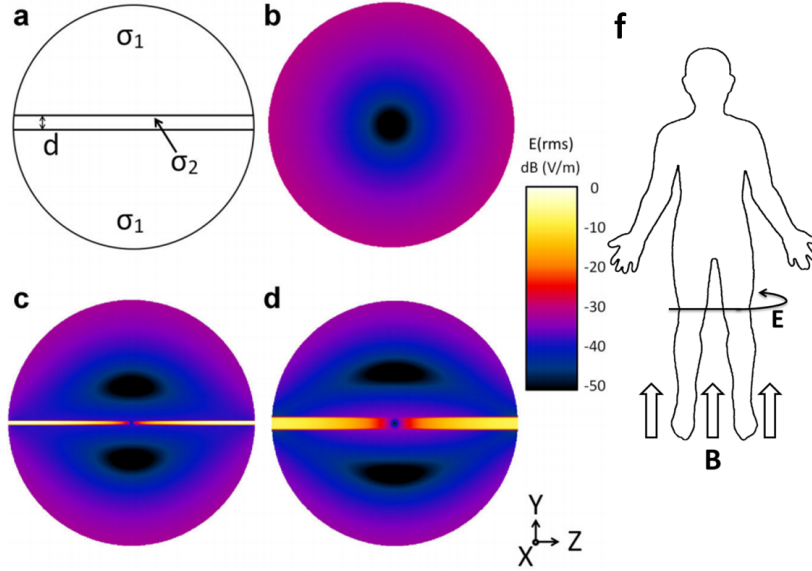 a
b
f
σ₁
d
σ₂
σ₁
E(rms)
dB (V/m)
0
-10
-20
-30
-40
-50
c
d
E
B
Y
X
Z